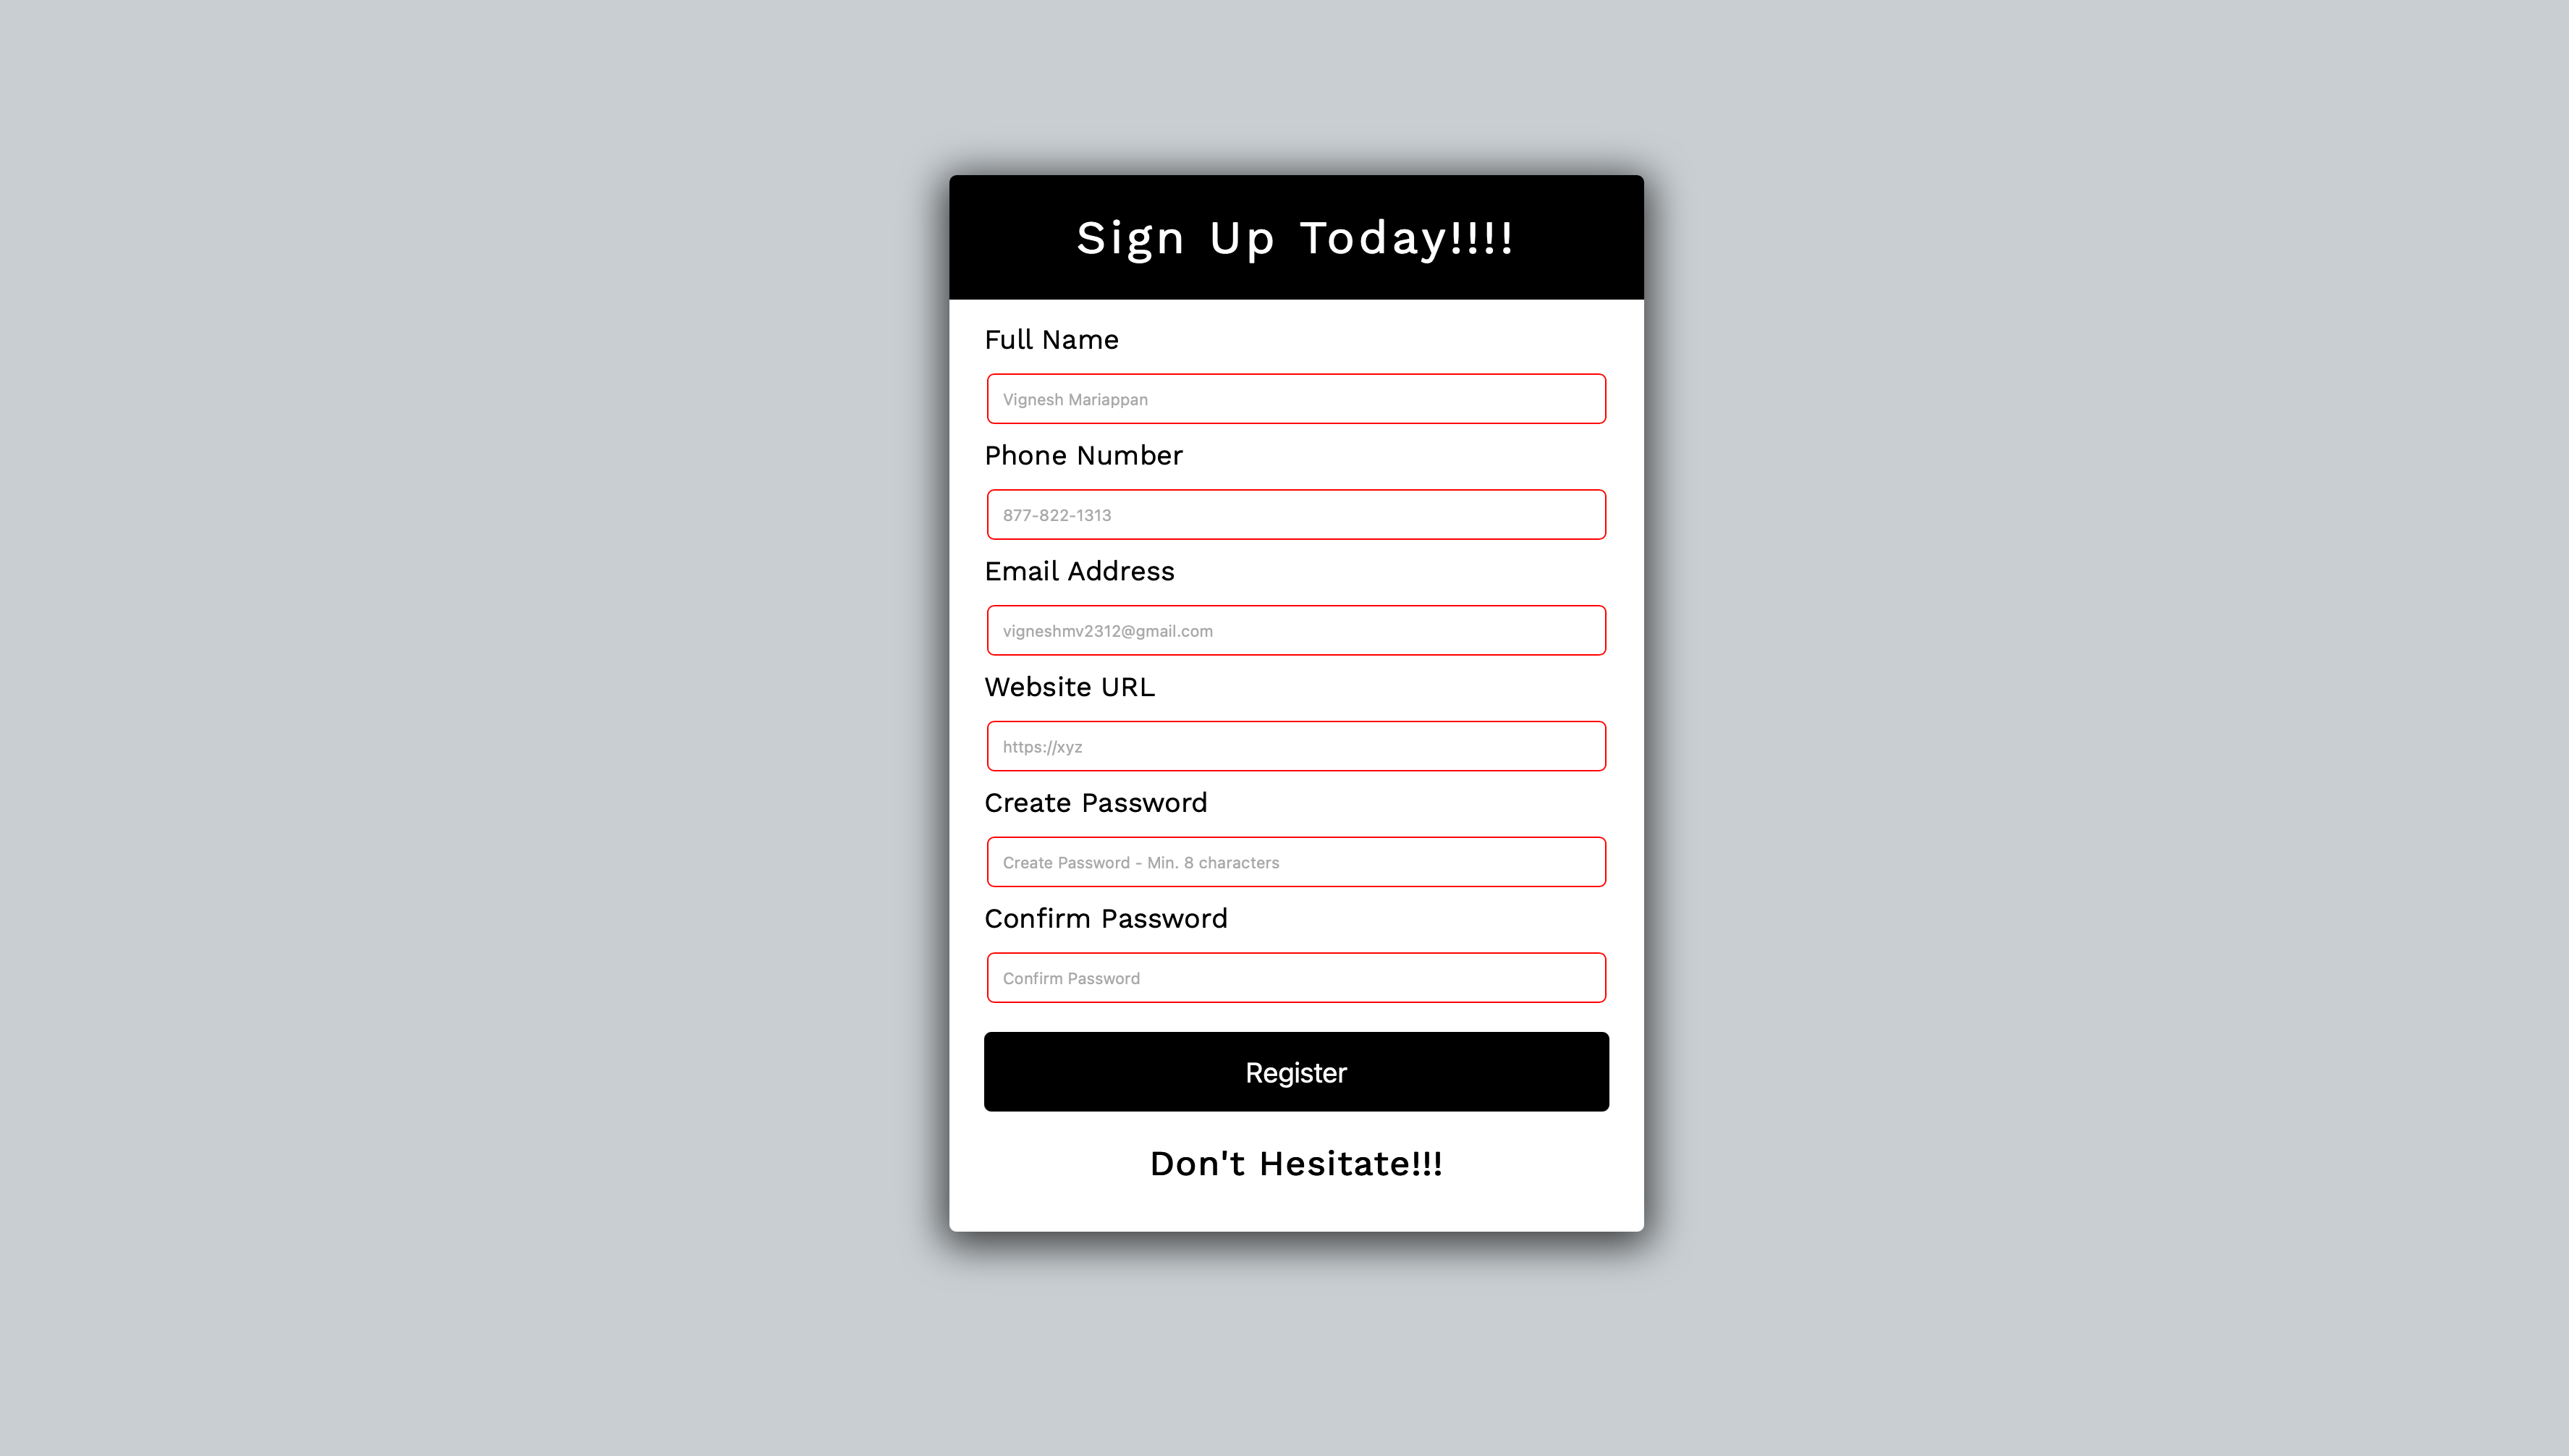 Sign Up Today!!!!
Full Name
Vignesh Mariappan
Phone Number
877-822-1313
Email Address
vigneshmv2312@gmail.com
Website URL
https://xyz
Create Password
Create Password - Min. 8 characters
Confirm Password
Confirm Password
Register
Don't Hesitate!!!